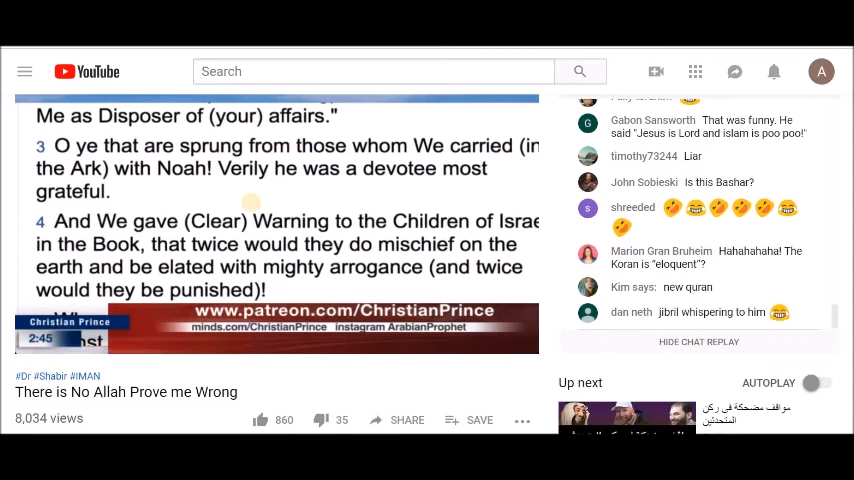 YouTube
Search
A
Me as Disposer of (your) affairs."
3 O ye that are sprung from those whom We carried (in
the Ark) with Noah! Verily he was a devotee most
grateful.
4 And We gave (Clear) Warning to the Children of Israe
in the Book, that twice would they do mischief on the
earth and be elated with mighty arrogance (and twice
would they be punished)!
www.patreon.com/ChristianPrince
Christian Prince
minds.com/ChristianPrince instagram ArabianProphet
2:45
#Dr #Shabir #IMAN
There is No Allah Prove me Wrong
8,034 views
860
35
SHARE
SAVE
G Gabon Sansworth That was funny. He
said "Jesus is Lord and islam is poo poo!"
timothy73244 Liar
John Sobieski Is this Bashar?
s shreeded 🤣😂🤣🤣🤣😂
🤣
Marion Gran Bruheim Hahahahaha! The
Koran is “eloquent”?
Kim says: new quran
dan neth jibril whispering to him 😂
HIDE CHAT REPLAY
Up next
AUTOPLAY
مواقف مضحكة في ركن
المتحدثين